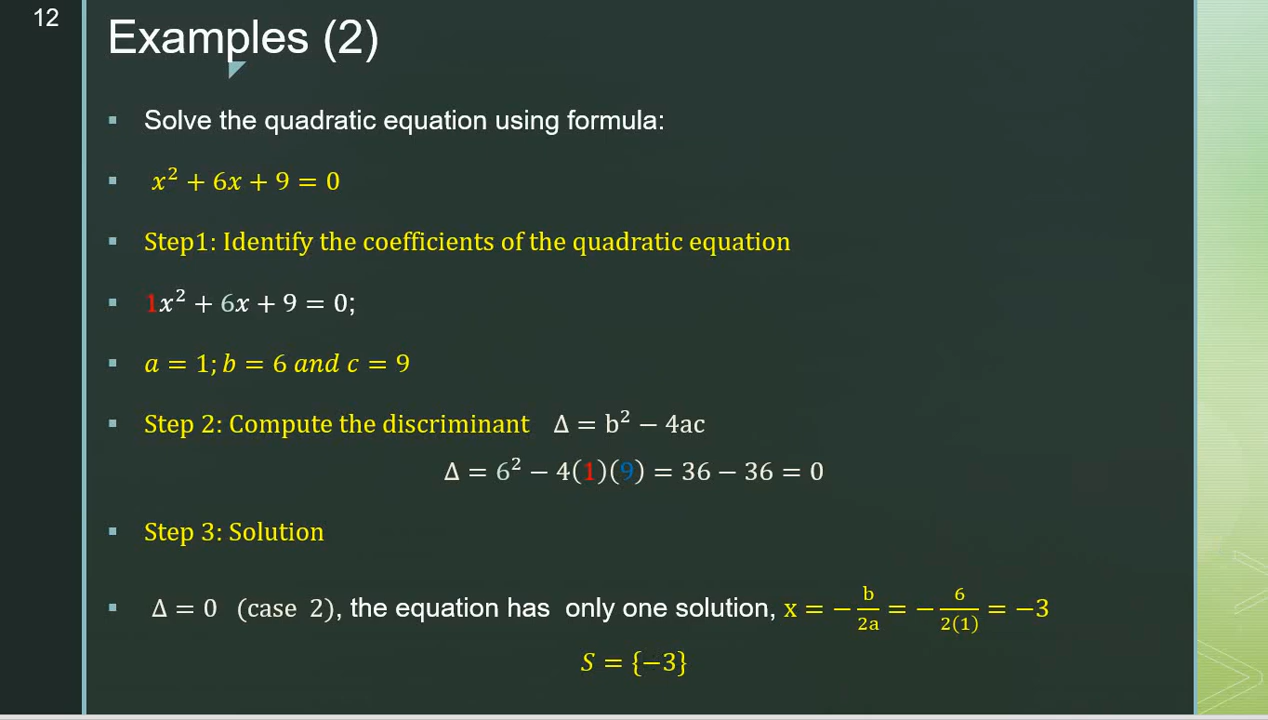 12
Examples (2)
▪ Solve the quadratic equation using formula:
▪ x² + 6x + 9 = 0
▪ Step1: Identify the coefficients of the quadratic equation
▪ 1x² + 6x + 9 = 0;
▪ a = 1; b = 6 and c = 9
▪ Step 2: Compute the discriminant Δ = b² − 4ac
Δ = 6² − 4(1)(9) = 36 − 36 = 0
▪ Step 3: Solution
▪ Δ = 0 (case 2), the equation has only one solution, x = −b/2a = −6/2(1) = −3
S = {−3}